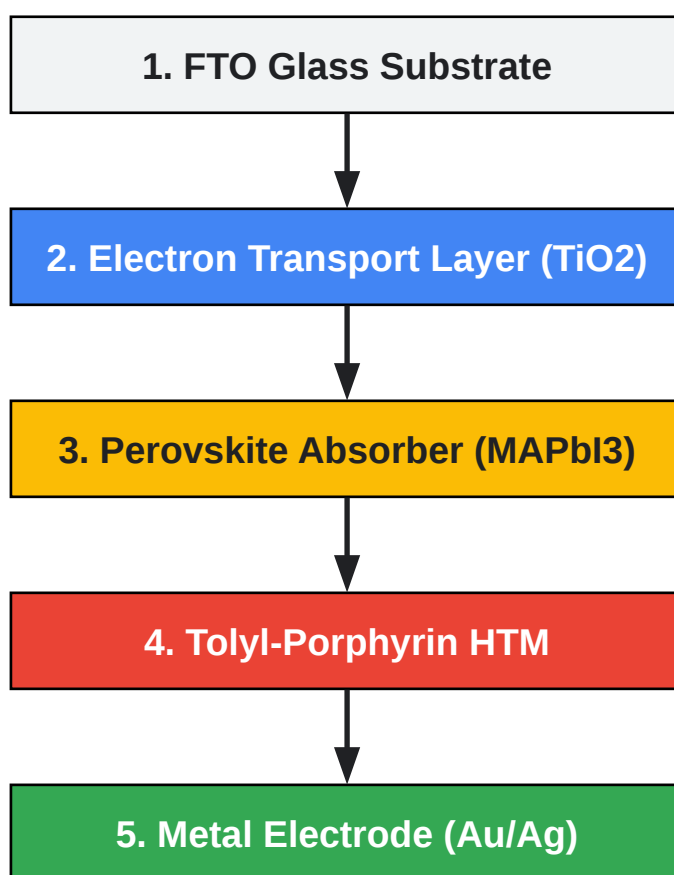 1. FTO Glass Substrate
2. Electron Transport Layer (TiO2)
3. Perovskite Absorber (MAPbI3)
4. Tolyl-Porphyrin HTM
5. Metal Electrode (Au/Ag)